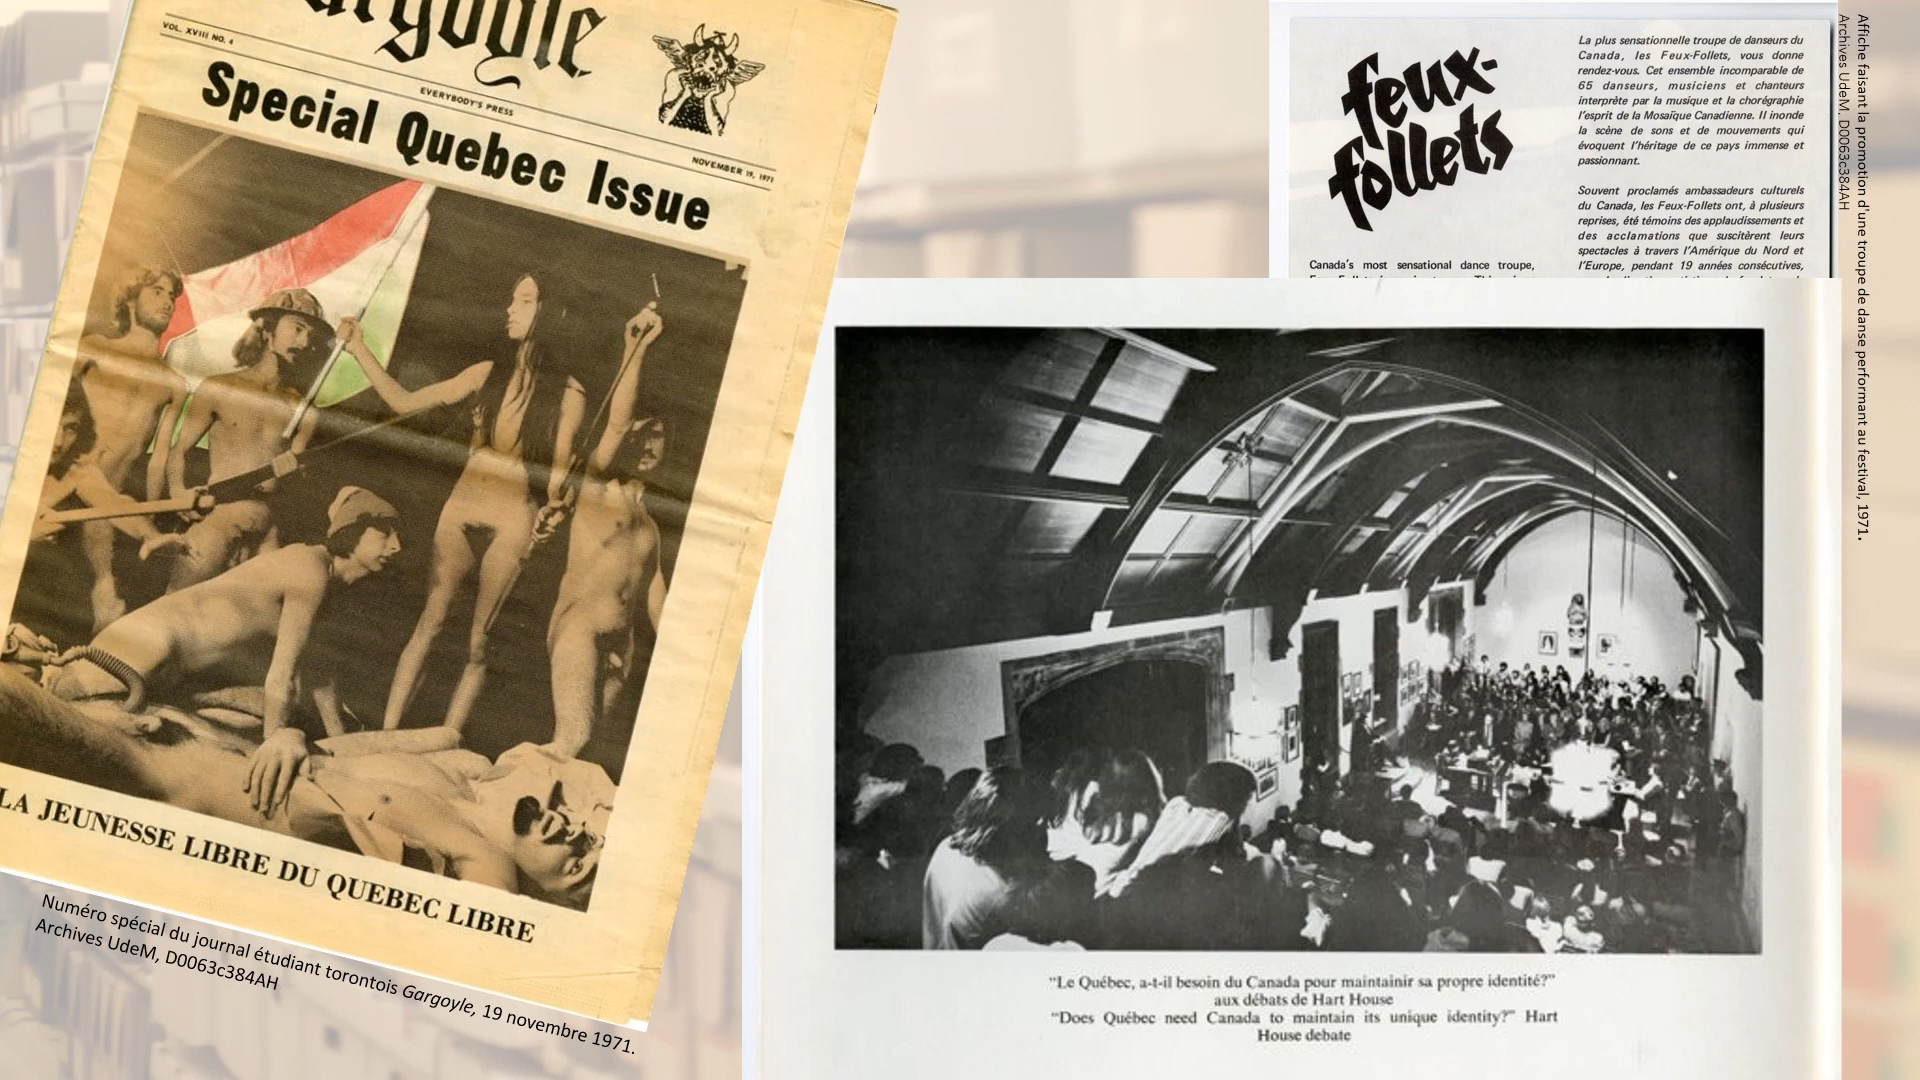 VOL. XVIII NO. 4
EVERYBODY'S PRESS
NOVEMBER 19, 1971
Special Quebec Issue
LA JEUNESSE LIBRE DU QUEBEC LIBRE
Numéro spécial du journal étudiant torontois Gargoyle, 19 novembre 1971.
Archives UdeM, D0063c384AH
feux-
follets
Canada's most sensational dance troupe,
La plus sensationnelle troupe de danseurs du
Canada, les Feux-Follets, vous donne
rendez-vous. Cet ensemble incomparable de
65 danseurs, musiciens et chanteurs
interprète par la musique et la chorégraphie
l'esprit de la Mosaïque Canadienne. Il inonde
la scène de sons et de mouvements qui
évoquent l'héritage de ce pays immense et
passionnant.
Souvent proclamés ambassadeurs culturels
du Canada, les Feux-Follets ont, à plusieurs
reprises, été témoins des applaudissements et
des acclamations que suscitèrent leurs
spectacles à travers l'Amérique du Nord et
l'Europe, pendant 19 années consécutives,
Affiche faisant la promotion d'une troupe de danse performant au festival, 1971.
Archives UdeM, D0063c384AH
"Le Québec, a-t-il besoin du Canada pour maintainir sa propre identité?"
aux débats de Hart House
"Does Québec need Canada to maintain its unique identity?" Hart
House debate